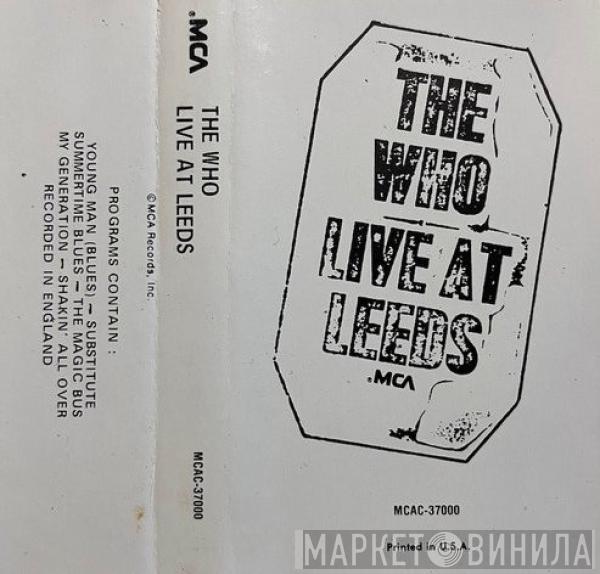 PROGRAMS CONTAIN :
YOUNG MAN (BLUES) – SUBSTITUTE
SUMMERTIME BLUES – THE MAGIC BUS
MY GENERATION – SHAKIN' ALL OVER
RECORDED IN ENGLAND
© MCA Records, Inc.
MCA
THE WHO
LIVE AT LEEDS
MCAC-37000
THE
WHO
LIVE AT
LEEDS
MCA
MCAC-37000
Printed in U.S.A.
МАРКЕТ ВИНИЛА